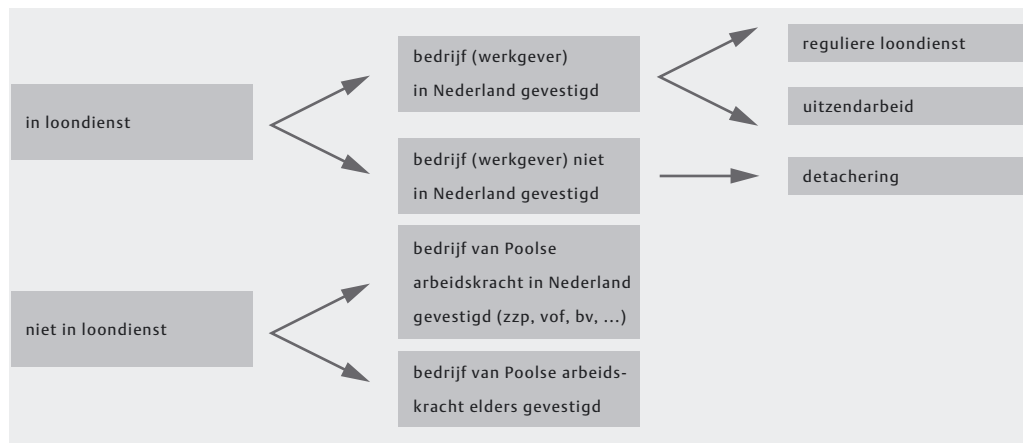 in loondienst
bedrijf (werkgever)
in Nederland gevestigd
reguliere loondienst
uitzendarbeid
bedrijf (werkgever) niet
in Nederland gevestigd
detachering
niet in loondienst
bedrijf van Poolse
arbeidskracht in Nederland
gevestigd (zzp, vof, bv, ...)
bedrijf van Poolse arbeids-
kracht elders gevestigd